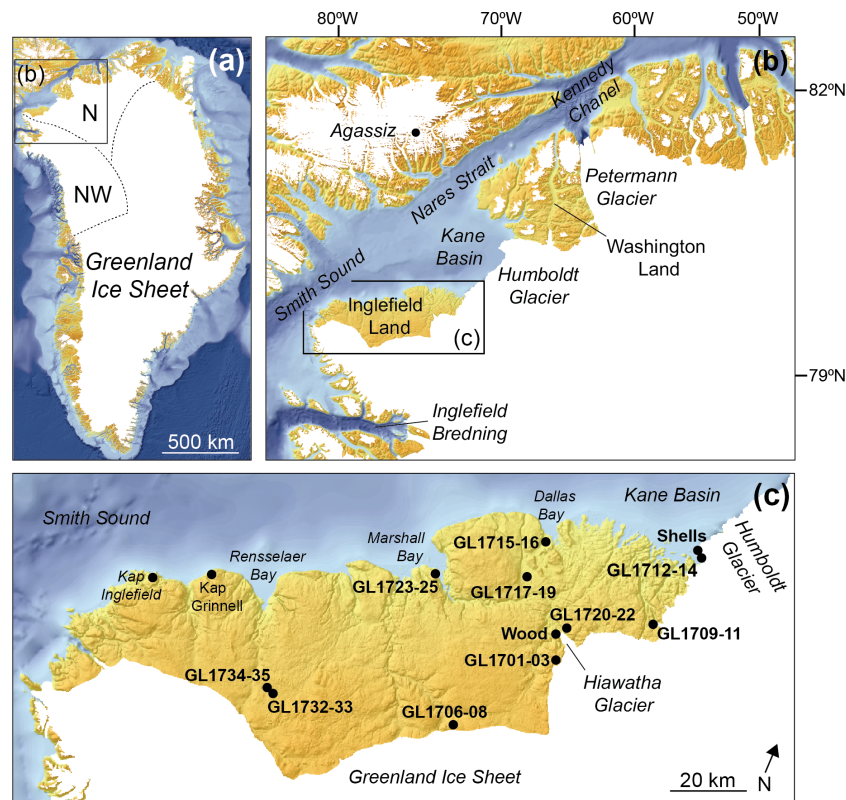 80ºW
70ºW
60ºW
50ºW
(a)
(b)
N
NW
Greenland
Ice Sheet
500 km
(b)
82ºN
79ºN
Kennedy
Chanel
Agassiz
Nares Strait
Petermann
Glacier
Kane
Basin
Washington
Land
Humboldt
Glacier
Smith Sound
Inglefield
Land
(c)
Inglefield
Bredning
(c)
Smith Sound
Kane Basin
Dallas
Bay
Marshall
Bay
Rensselaer
Bay
Kap
Inglefield
Kap
Grinnell
Humboldt
Glacier
Shells
GL1715-16
GL1712-14
GL1723-25
GL1717-19
GL1720-22
Wood
GL1709-11
GL1701-03
Hiawatha
Glacier
GL1734-35
GL1732-33
GL1706-08
Greenland Ice Sheet
20 km
N